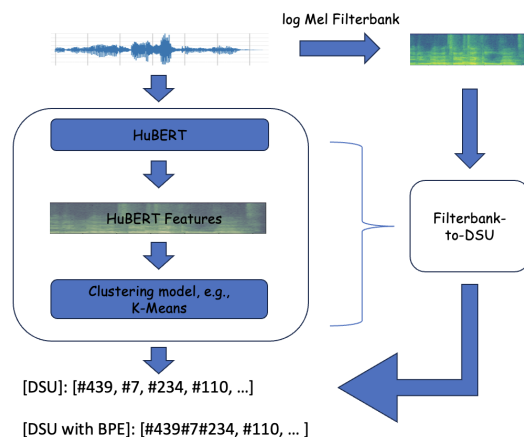 log Mel Filterbank
HuBERT
HuBERT Features
Clustering model, e.g.,
K-Means
Filterbank-
to-DSU
[DSU]: [#439, #7, #234, #110, ...]
[DSU with BPE]: [#439#7#234, #110, ... ]